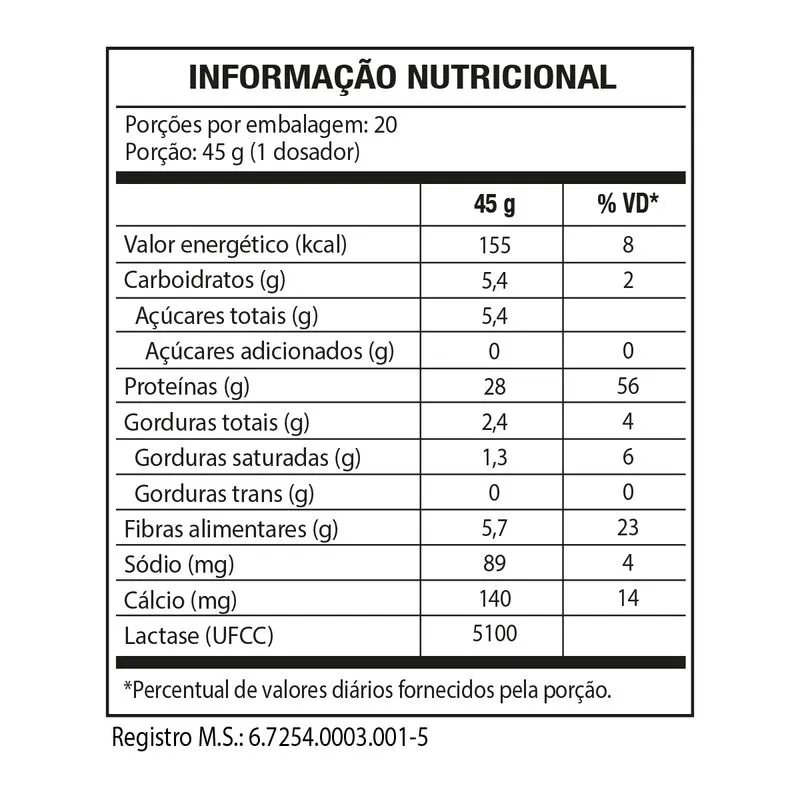 INFORMAÇÃO NUTRICIONAL
Porções por embalagem: 20
Porção: 45 g (1 dosador)
45 g % VD*
Valor energético (kcal) 155 8
Carboidratos (g) 5,4 2
Açúcares totais (g) 5,4
Açúcares adicionados (g) 0 0
Proteínas (g) 28 56
Gorduras totais (g) 2,4 4
Gorduras saturadas (g) 1,3 6
Gorduras trans (g) 0 0
Fibras alimentares (g) 5,7 23
Sódio (mg) 89 4
Cálcio (mg) 140 14
Lactase (UFCC) 5100
*Percentual de valores diários fornecidos pela porção.
Registro M.S.: 6.7254.0003.001-5